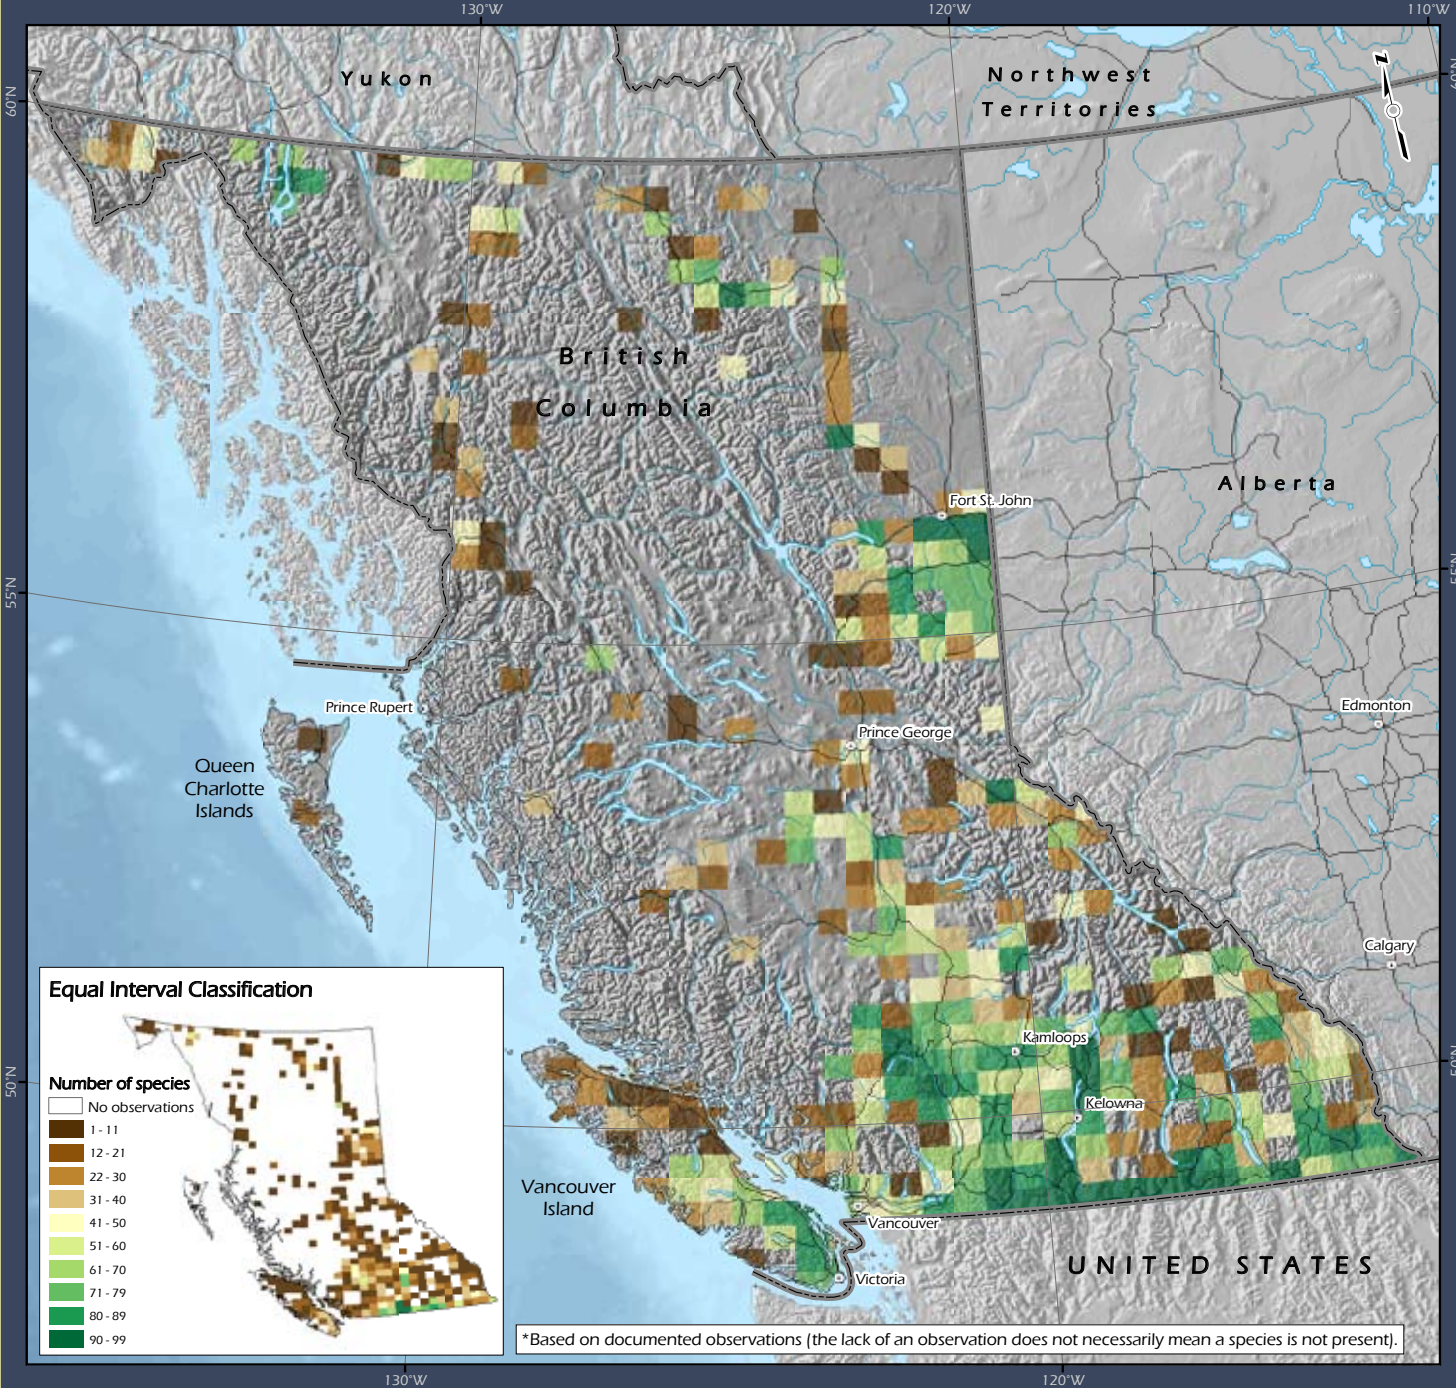 130°W
120°W
110°W
Yukon
Northwest
Territories
60°N
60°N
British
Columbia
Alberta
Fort St. John
55°N
55°N
Prince Rupert
Edmonton
Prince George
Queen
Charlotte
Islands
Calgary
Kamloops
50°N
50°N
Kelowna
Vancouver
Island
Vancouver
Victoria
UNITED STATES
Equal Interval Classification
Number of species
No observations
1 - 11
12 - 21
22 - 30
31 - 40
41 - 50
51 - 60
61 - 70
71 - 79
80 - 89
90 - 99
*Based on documented observations (the lack of an observation does not necessarily mean a species is not present).
130°W
120°W